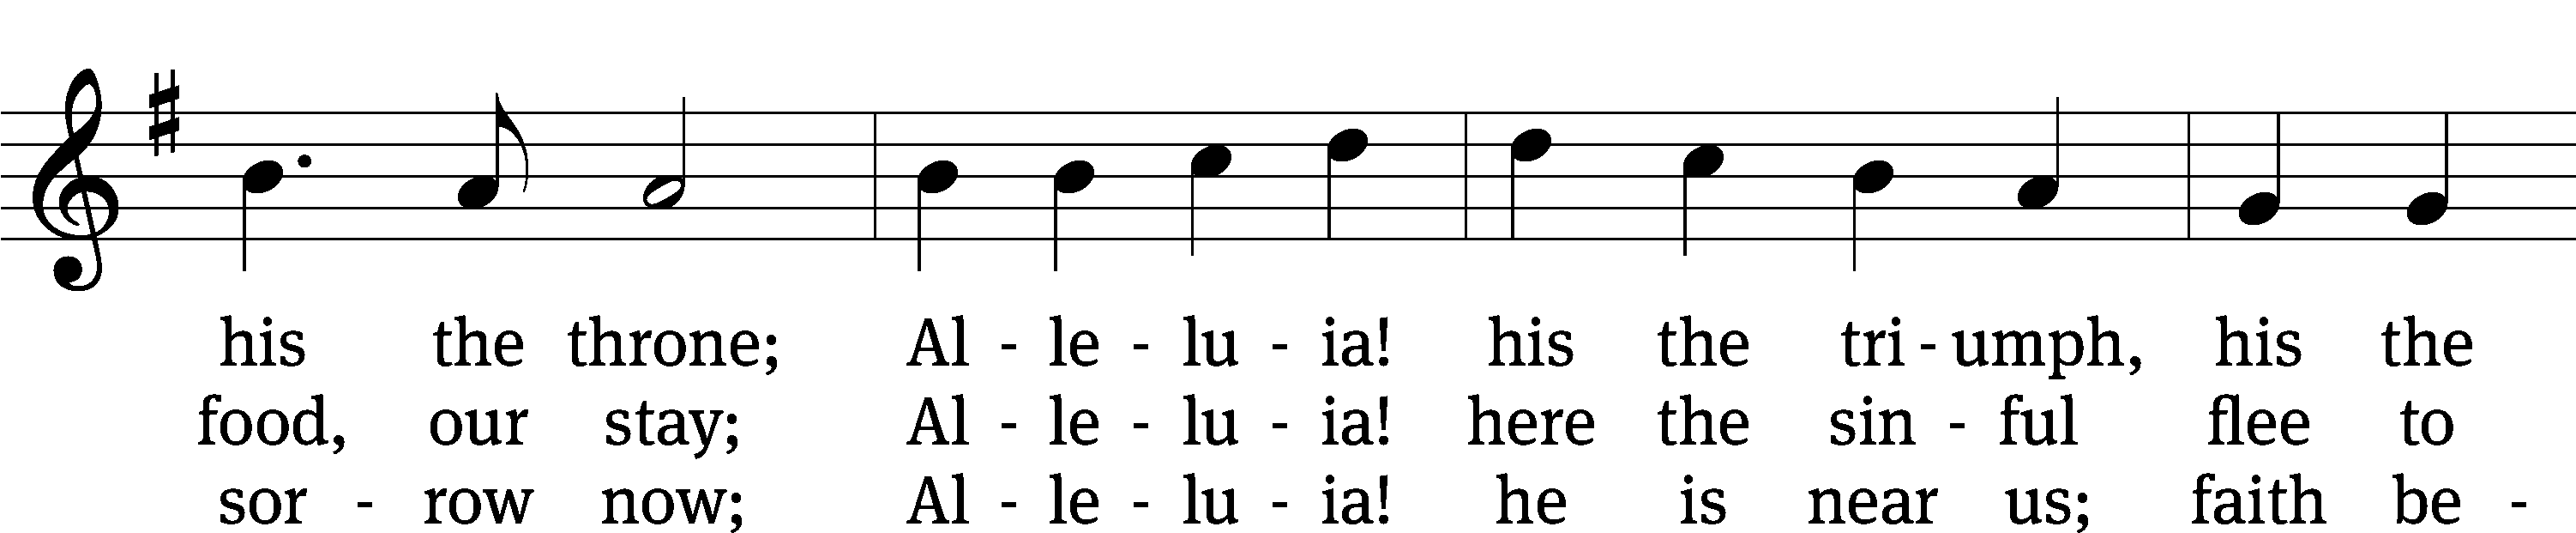 his the throne; Al - le - lu - ia! his the tri - umph, his the
food, our stay; Al - le - lu - ia! here the sin - ful flee to
sor - row now; Al - le - lu - ia! he is near us; faith be -